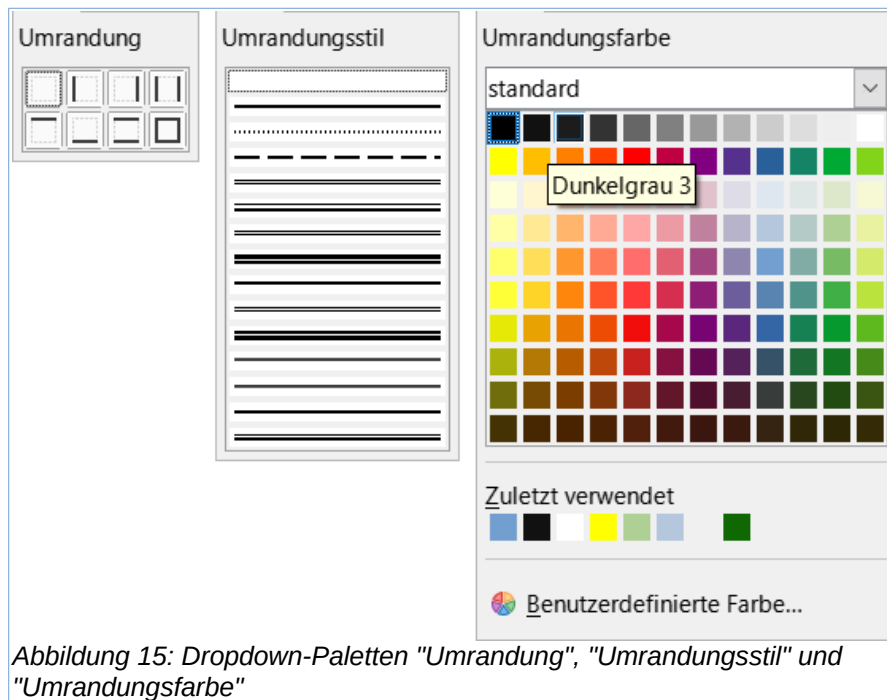 Umrandung
Umrandungsstil
Umrandungsfarbe
standard
Dunkelgrau 3
Zuletzt verwendet
Benutzerdefinierte Farbe...
Abbildung 15: Dropdown-Paletten "Umrandung", "Umrandungsstil" und
"Umrandungsfarbe"